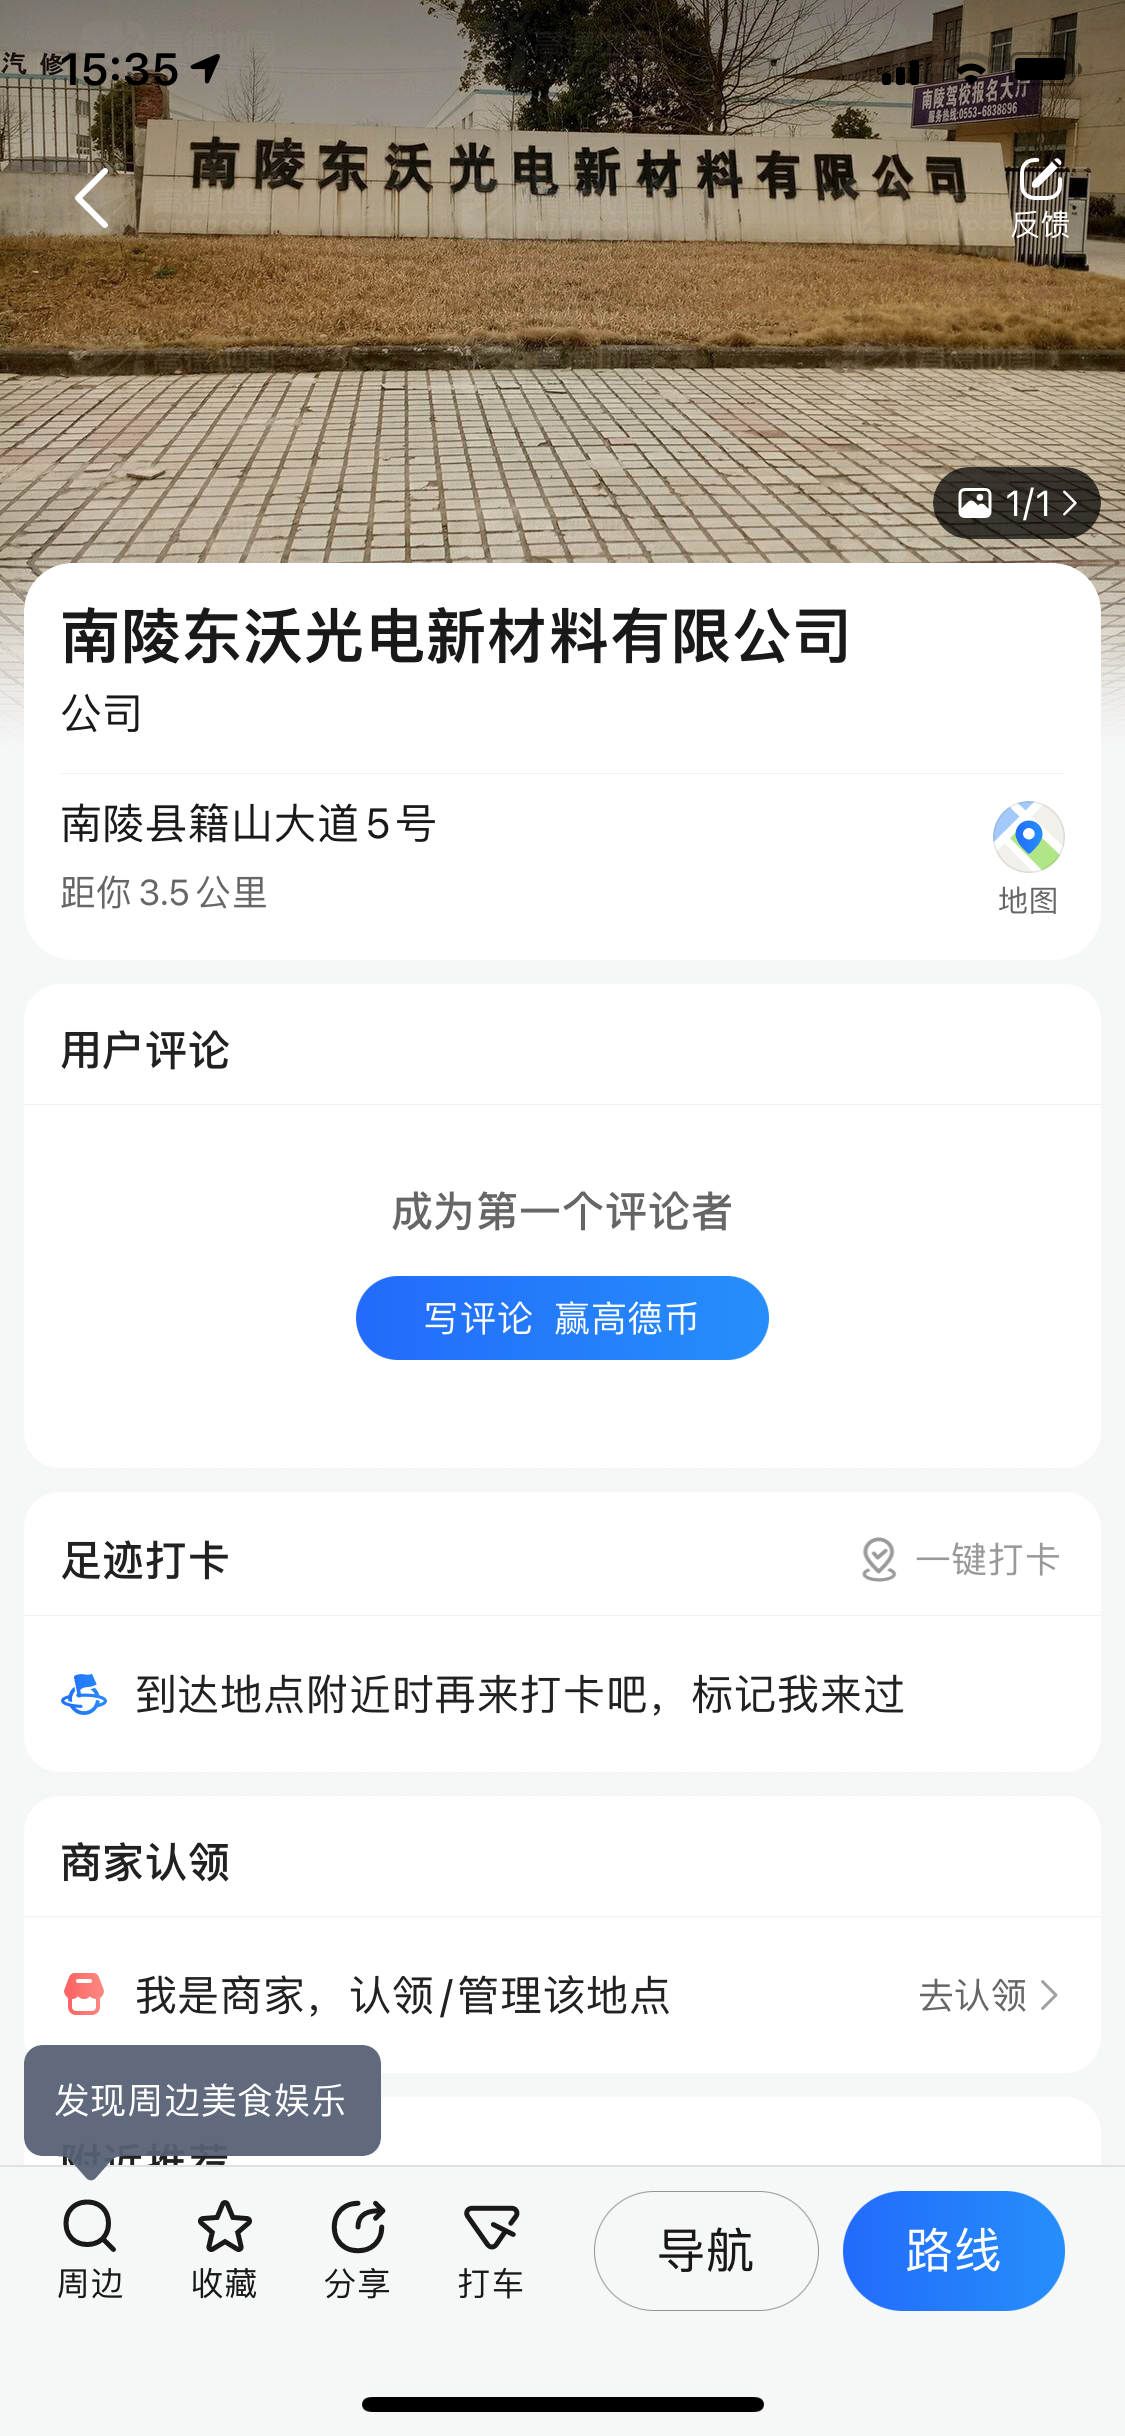 汽 修
15:35
南陵驾校报名大厅
服务热线:0553-6838896
南陵东沃光电新材料有限公司
反馈
1/1
南陵东沃光电新材料有限公司
公司
南陵县籍山大道5号
距你3.5公里
地图
用户评论
成为第一个评论者
写评论 赢高德币
足迹打卡
一键打卡
到达地点附近时再来打卡吧，标记我来过
商家认领
我是商家，认领/管理该地点
去认领
发现周边美食娱乐
附近推荐
周边
收藏
分享
打车
导航
路线